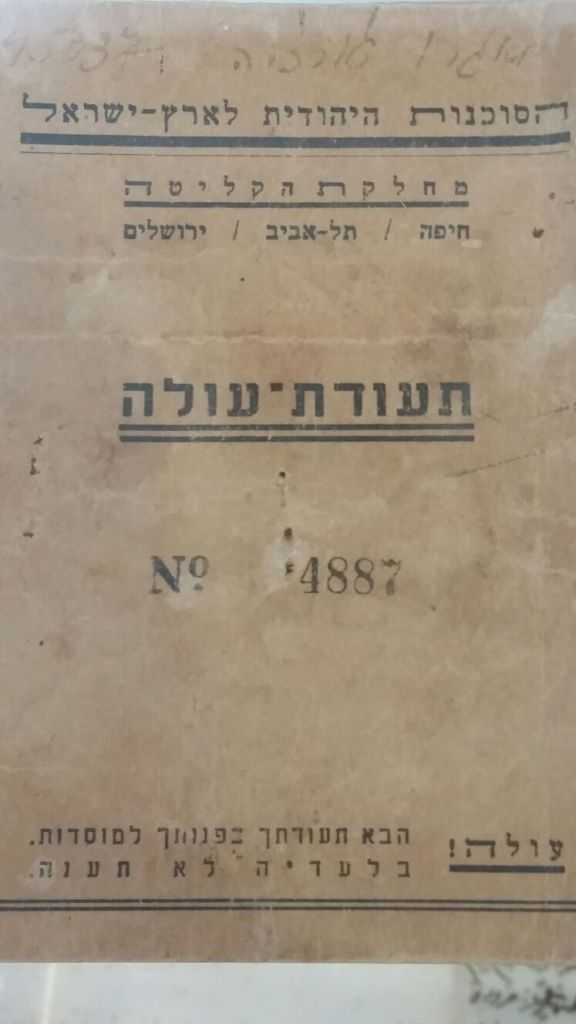 הסוכנות היהודית לארץ-ישראל
מחלקת הקליטה
חיפה / תל-אביב / ירושלים
תעודת-עולה
Nº 4887
עולה! הבא תעודתך בפנותך למוסדות.
בלעדיה לא תענה.